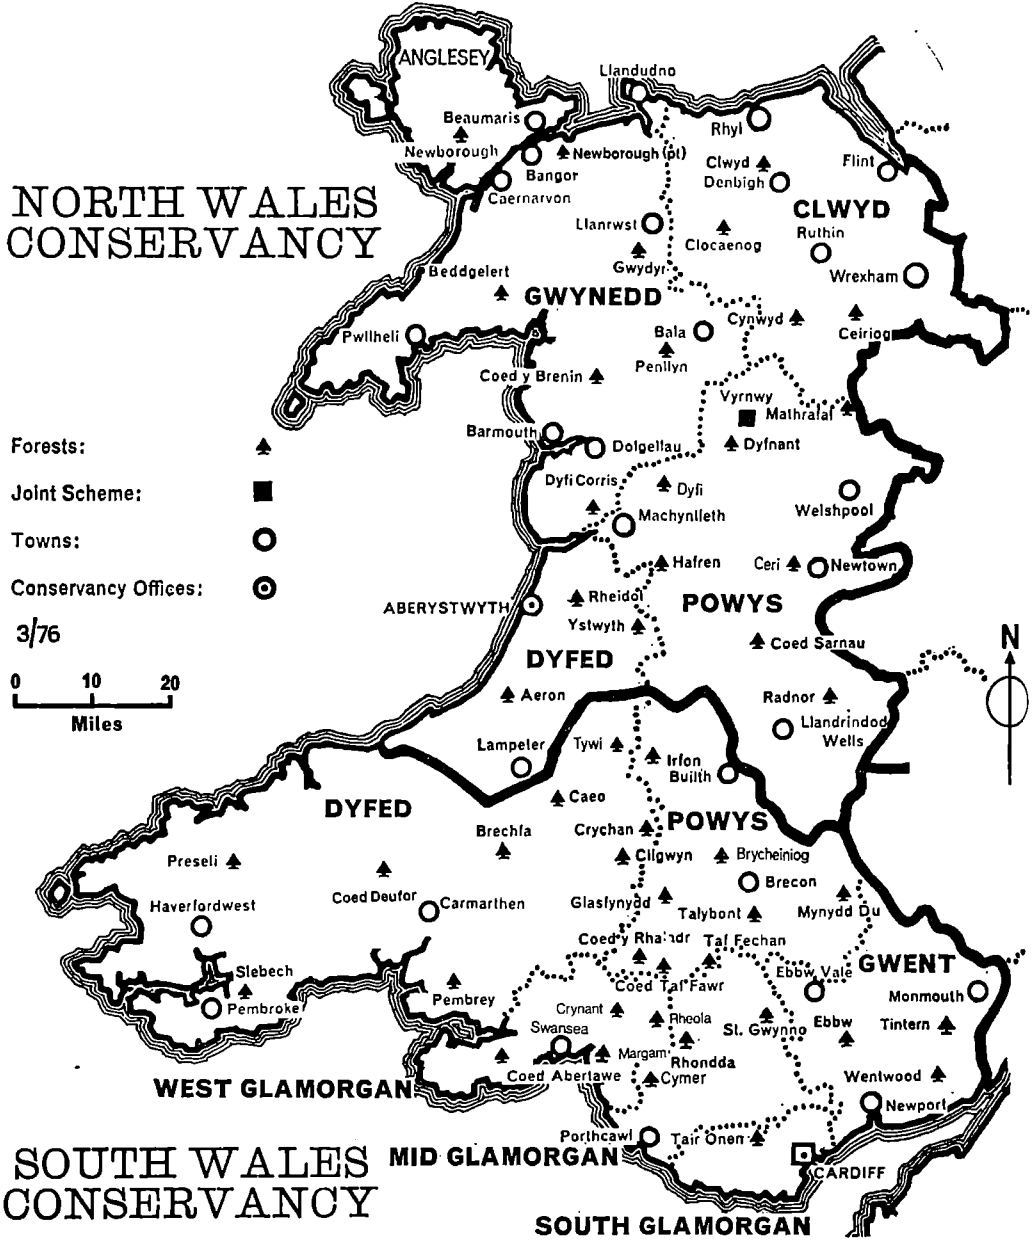 ANGLESEY
Llandudno
Beaumaris
Rhyl
Newborough
Newborough (pt)
Clwyd
Flint
Bangor
Denbigh
Caernarvon
NORTH WALES
CONSERVANCY
CLWYD
Llanrwst
Ruthin
Clocaenog
Beddgelert
Gwydyr
Wrexham
GWYNEDD
Pwllheli
Bala
Cynwyd
Ceiriog
Penllyn
Coed y Brenin
Vyrnwy
Mathrafal
Barmouth
Dolgellau
Dyfnant
Forests:
Joint Scheme:
Towns:
Conservancy Offices:
3/76
0 10 20
Miles
Dyfi Corris
Dyfi
Machynlleth
Welshpool
Hafren
Ceri
Newtown
ABERYSTWYTH
Rheidol
POWYS
Ystwyth
Coed Sarnau
N
DYFED
Aeron
Radnor
Llandrindod
Wells
Lampeter
Tywi
Irfon
Builth
DYFED
Caeo
Brechfa
Crychan
POWYS
Preseli
Cilgwyn
Brycheiniog
Coed Deufor
Carmarthen
Brecon
Haverfordwest
Glasfynydd
Talybont
Mynydd Du
Coed y Rhaiadr
Taf Fechan
Slebech
Coed Taf Fawr
Ebbw Vale
GWENT
Pembrey
Monmouth
Pembroke
Crynant
Rheola
St. Gwynno
Ebbw
Tintern
Swansea
Margam
Rhondda
Coed Abertawe
Cymer
Wentwood
WEST GLAMORGAN
Newport
Porthcawl
Tair Onen
SOUTH WALES
CONSERVANCY
MID GLAMORGAN
CARDIFF
SOUTH GLAMORGAN